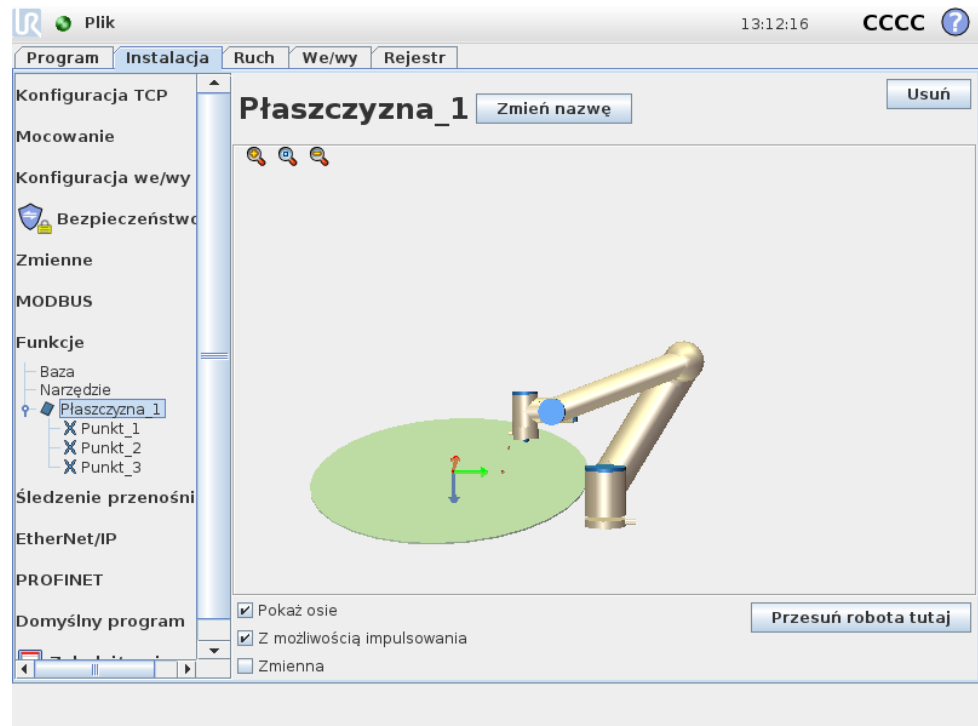 Plik
13:12:16
CCCC
?
Program
Instalacja
Ruch
We/wy
Rejestr
Konfiguracja TCP
Mocowanie
Konfiguracja we/wy
Bezpieczeństwo
Zmienne
MODBUS
Funkcje
Baza
Narzędzie
Płaszczyzna_1
Punkt_1
Punkt_2
Punkt_3
Śledzenie przenośni
EtherNet/IP
PROFINET
Domyślny program
Płaszczyzna_1
Zmień nazwę
Usuń
Pokaż osie
Z możliwością impulsowania
Zmienna
Przesuń robota tutaj